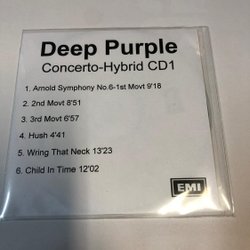 Deep Purple
Concerto-Hybrid CD1
1. Arnold Symphony No.6-1st Movt 9'18
2. 2nd Movt 8'51
3. 3rd Movt 6'57
4. Hush 4'41
5. Wring That Neck 13'23
6. Child In Time 12'02
EMI